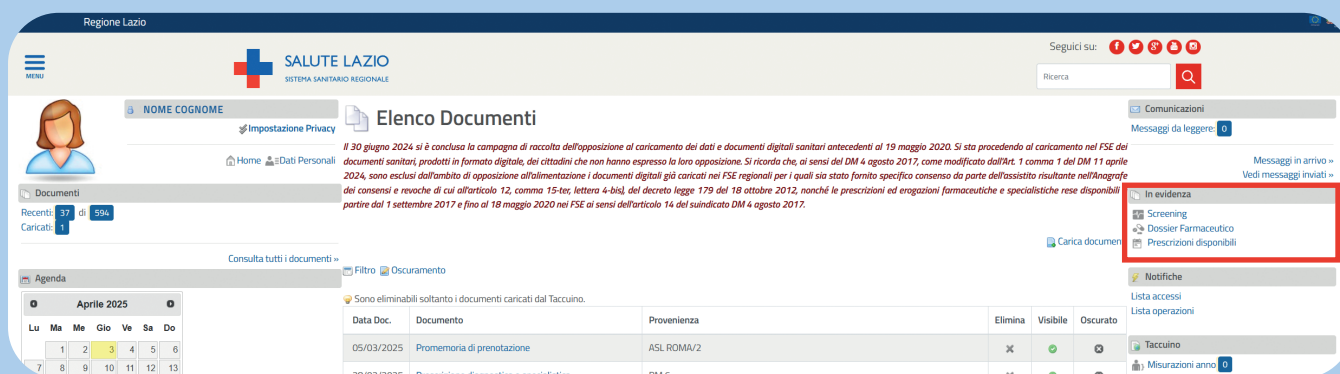 Regione Lazio
Seguici su:
MENU
SALUTE LAZIO
SISTEMA SANITARIO REGIONALE
Ricerca
NOME COGNOME
Impostazione Privacy
Home Dati Personali
Documenti
Recenti: 37 di 594
Caricati: 1
Consulta tutti i documenti »
Agenda
Aprile 2025
Lu Ma Me Gio Ve Sa Do
1 2 3 4 5 6
7 8 9 10 11 12 13
Elenco Documenti
Il 30 giugno 2024 si è conclusa la campagna di raccolta dell'opposizione al caricamento dei dati e documenti digitali sanitari antecedenti al 19 maggio 2020. Si sta procedendo al caricamento nel FSE dei
documenti sanitari, prodotti in formato digitale, dei cittadini che non hanno espresso la loro opposizione. Si ricorda che, ai sensi del DM 4 agosto 2017, come modificato dall'Art. 1 comma 1 del DM 11 aprile
2024, sono esclusi dall'ambito di opposizione all'alimentazione i documenti digitali già caricati nei FSE regionali per i quali sia stato fornito specifico consenso da parte dell'assistito risultante nell'Anagrafe
dei consensi e revoche di cui all'articolo 12, comma 15-ter, lettera 4-bis), del decreto legge 179 del 18 ottobre 2012, nonché le prescrizioni ed erogazioni farmaceutiche e specialistiche rese disponibili
partire dal 1 settembre 2017 e fino al 18 maggio 2020 nei FSE ai sensi dell'articolo 14 del suindicato DM 4 agosto 2017.
Carica document
Filtro Oscuramento
Sono eliminabili soltanto i documenti caricati dal Taccuino.
Data Doc. Documento Provenienza Elimina Visibile Oscurato
05/03/2025 Promemoria di prenotazione ASL ROMA/2
Comunicazioni
Messaggi da leggere: 0
Messaggi in arrivo »
Vedi messaggi inviati »
In evidenza
Screening
Dossier Farmaceutico
Prescrizioni disponibili
Notifiche
Lista accessi
Lista operazioni
Taccuino
Misurazioni anno 0